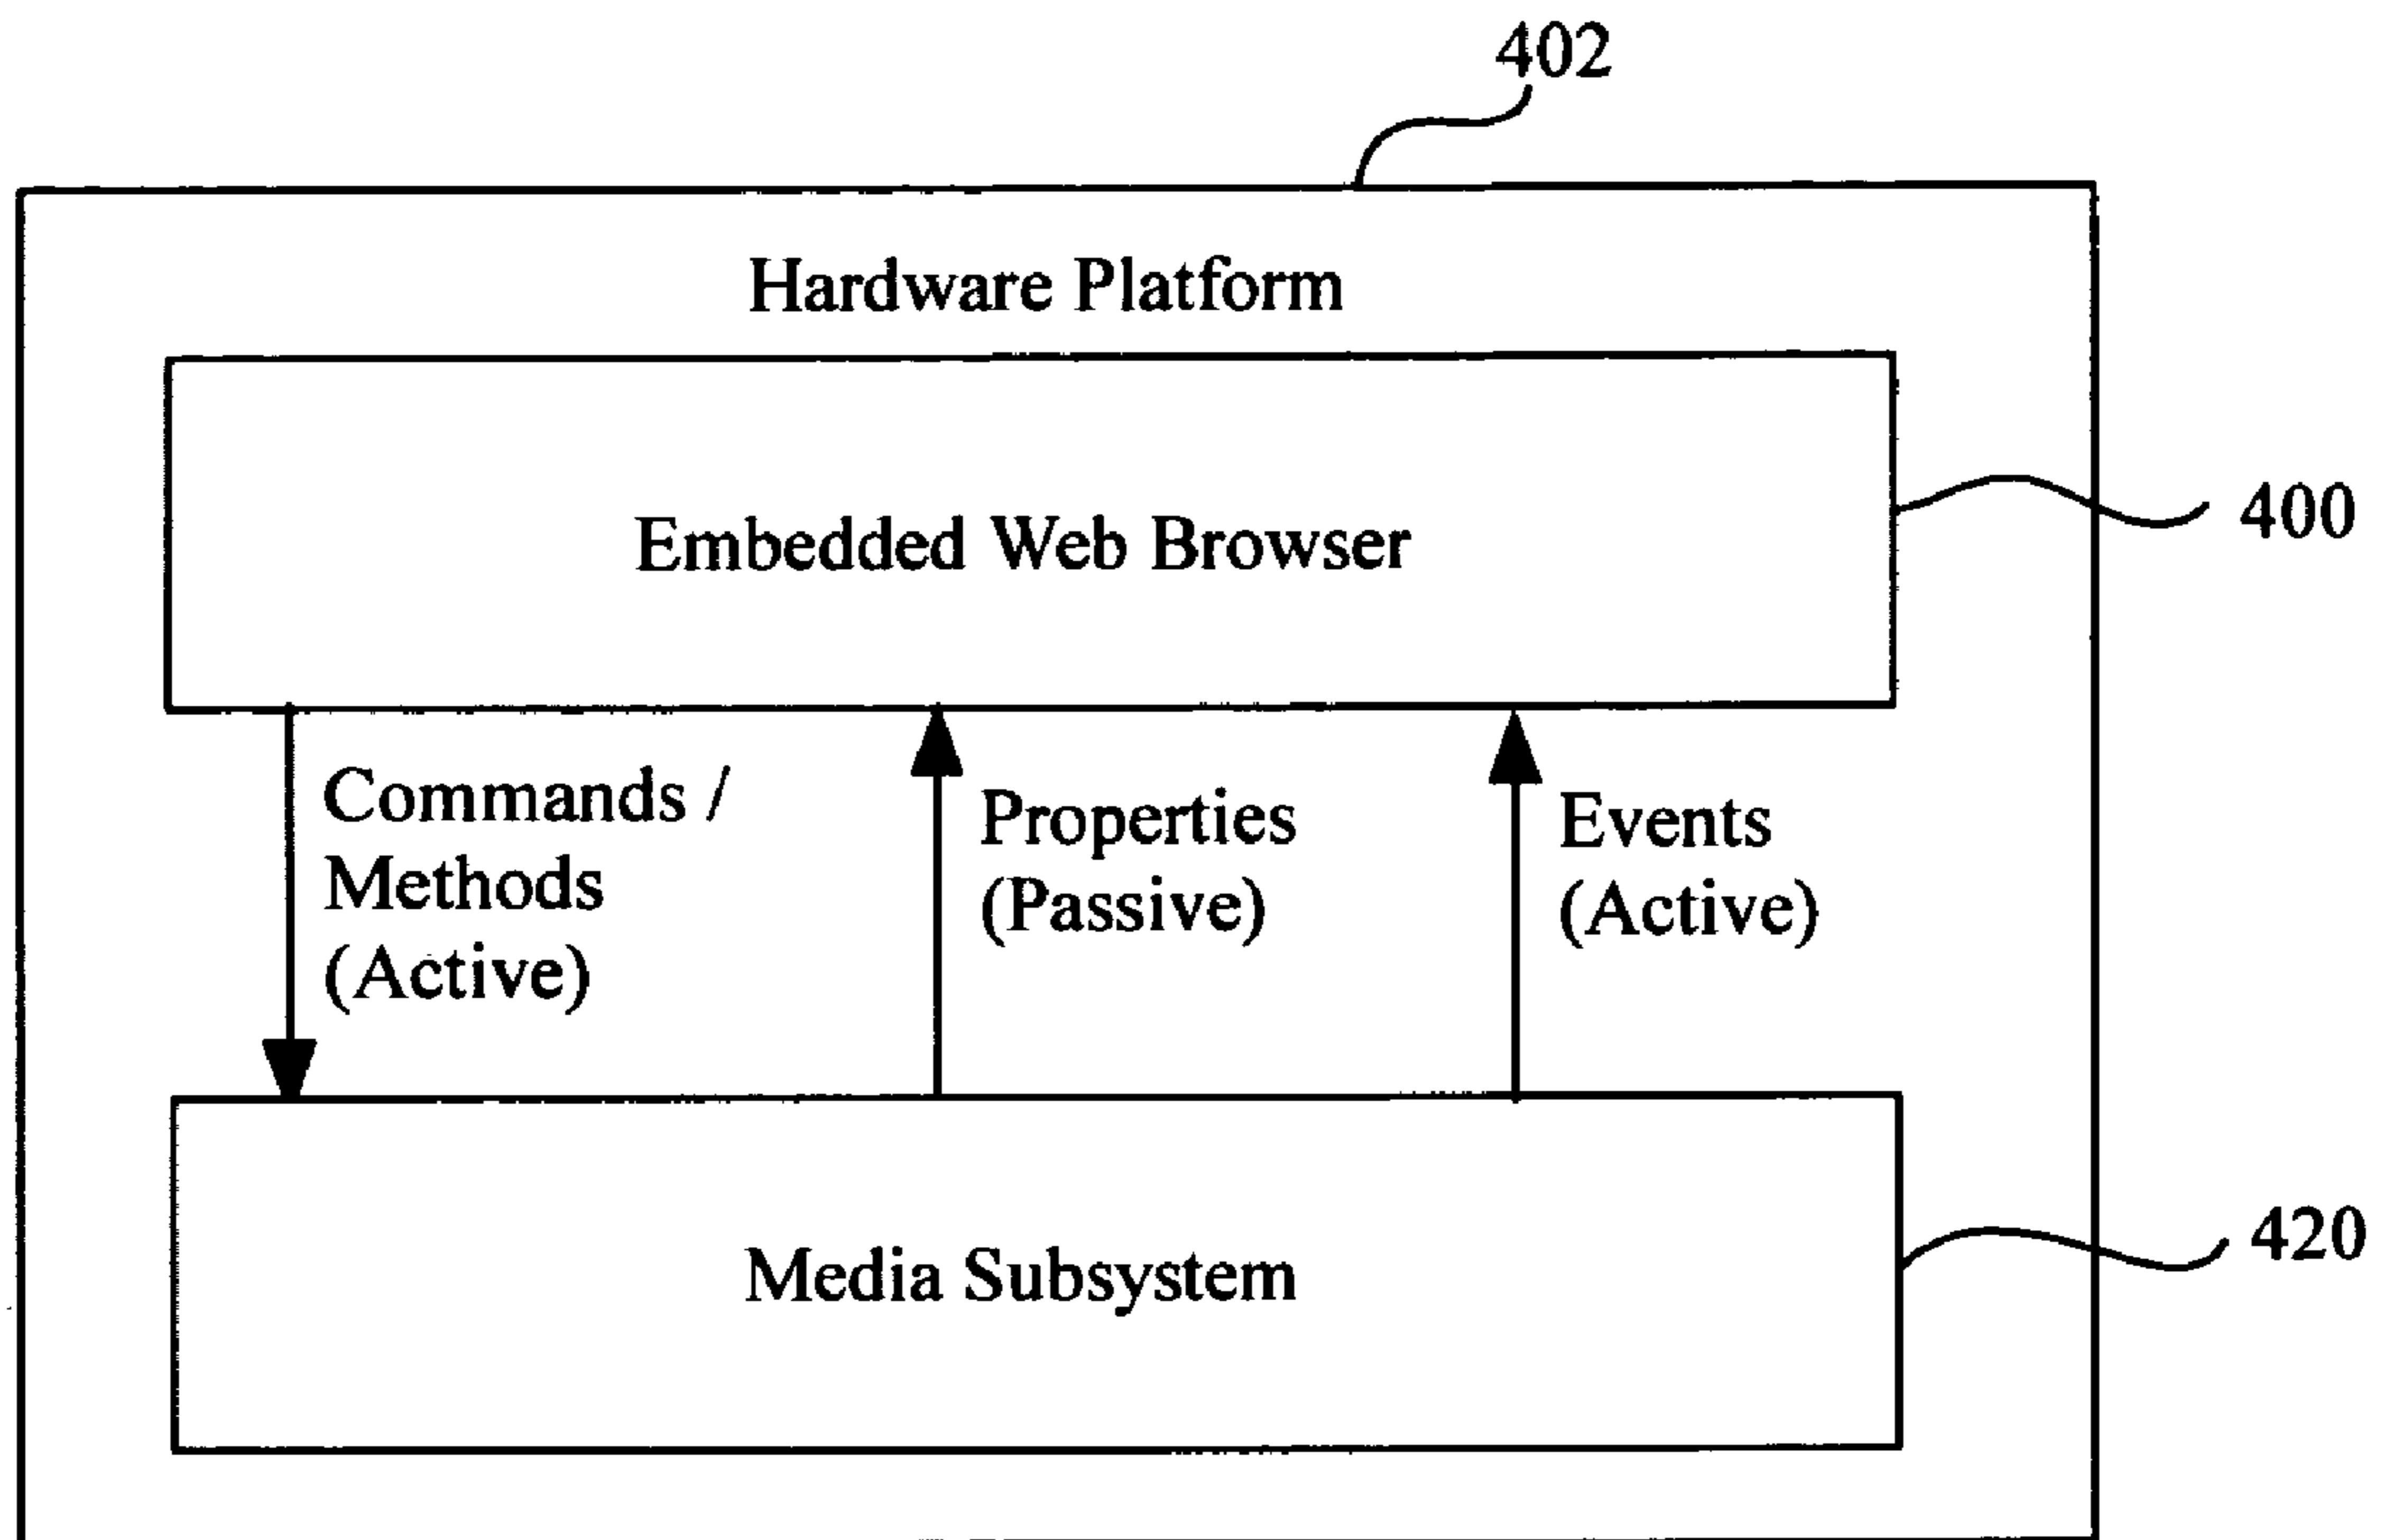 402
Hardware Platform
Embedded Web Browser
400
Commands /
Methods
(Active)
Properties
(Passive)
Events
(Active)
Media Subsystem
420